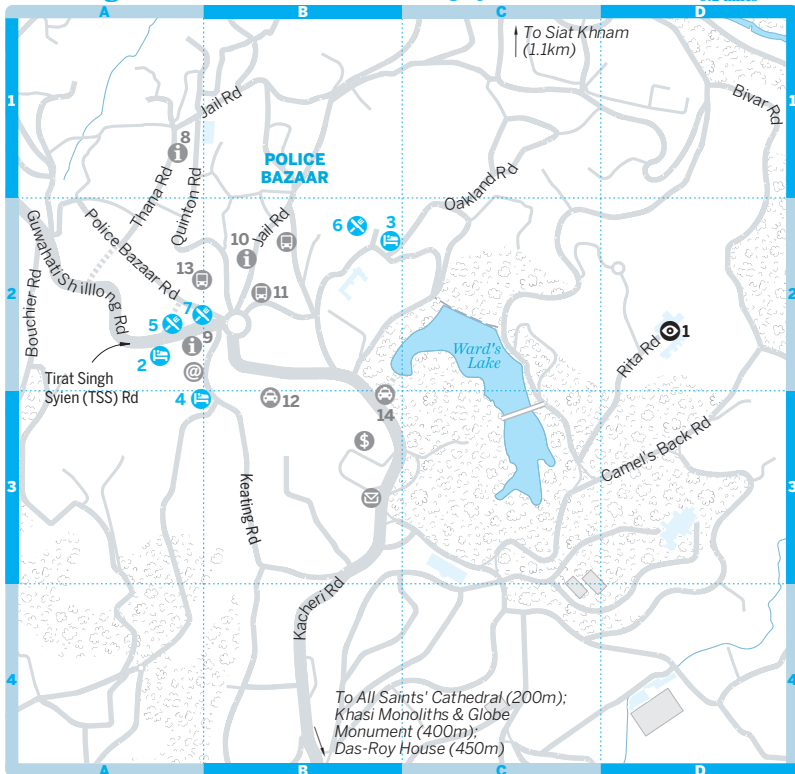 A
B
C
D
To Siat Khnam
(1.1km)
1
1
Jail Rd
Bivar Rd
8
POLICE
BAZAAR
Thana Rd
Quinton Rd
Oakland Rd
Jail Rd
6
3
10
Guwahati Shilllong Rd
Police Bazaar Rd
Bouchier Rd
2
2
13
11
7
5
9
2
1
Rita Rd
Ward's
Lake
Tirat Singh
Syien (TSS) Rd
@
4
12
14
$
Camel's Back Rd
3
3
Keating Rd
Kacheri Rd
4
4
To All Saints' Cathedral (200m);
Khasi Monoliths & Globe
Monument (400m);
Das-Roy House (450m)
A
B
C
D